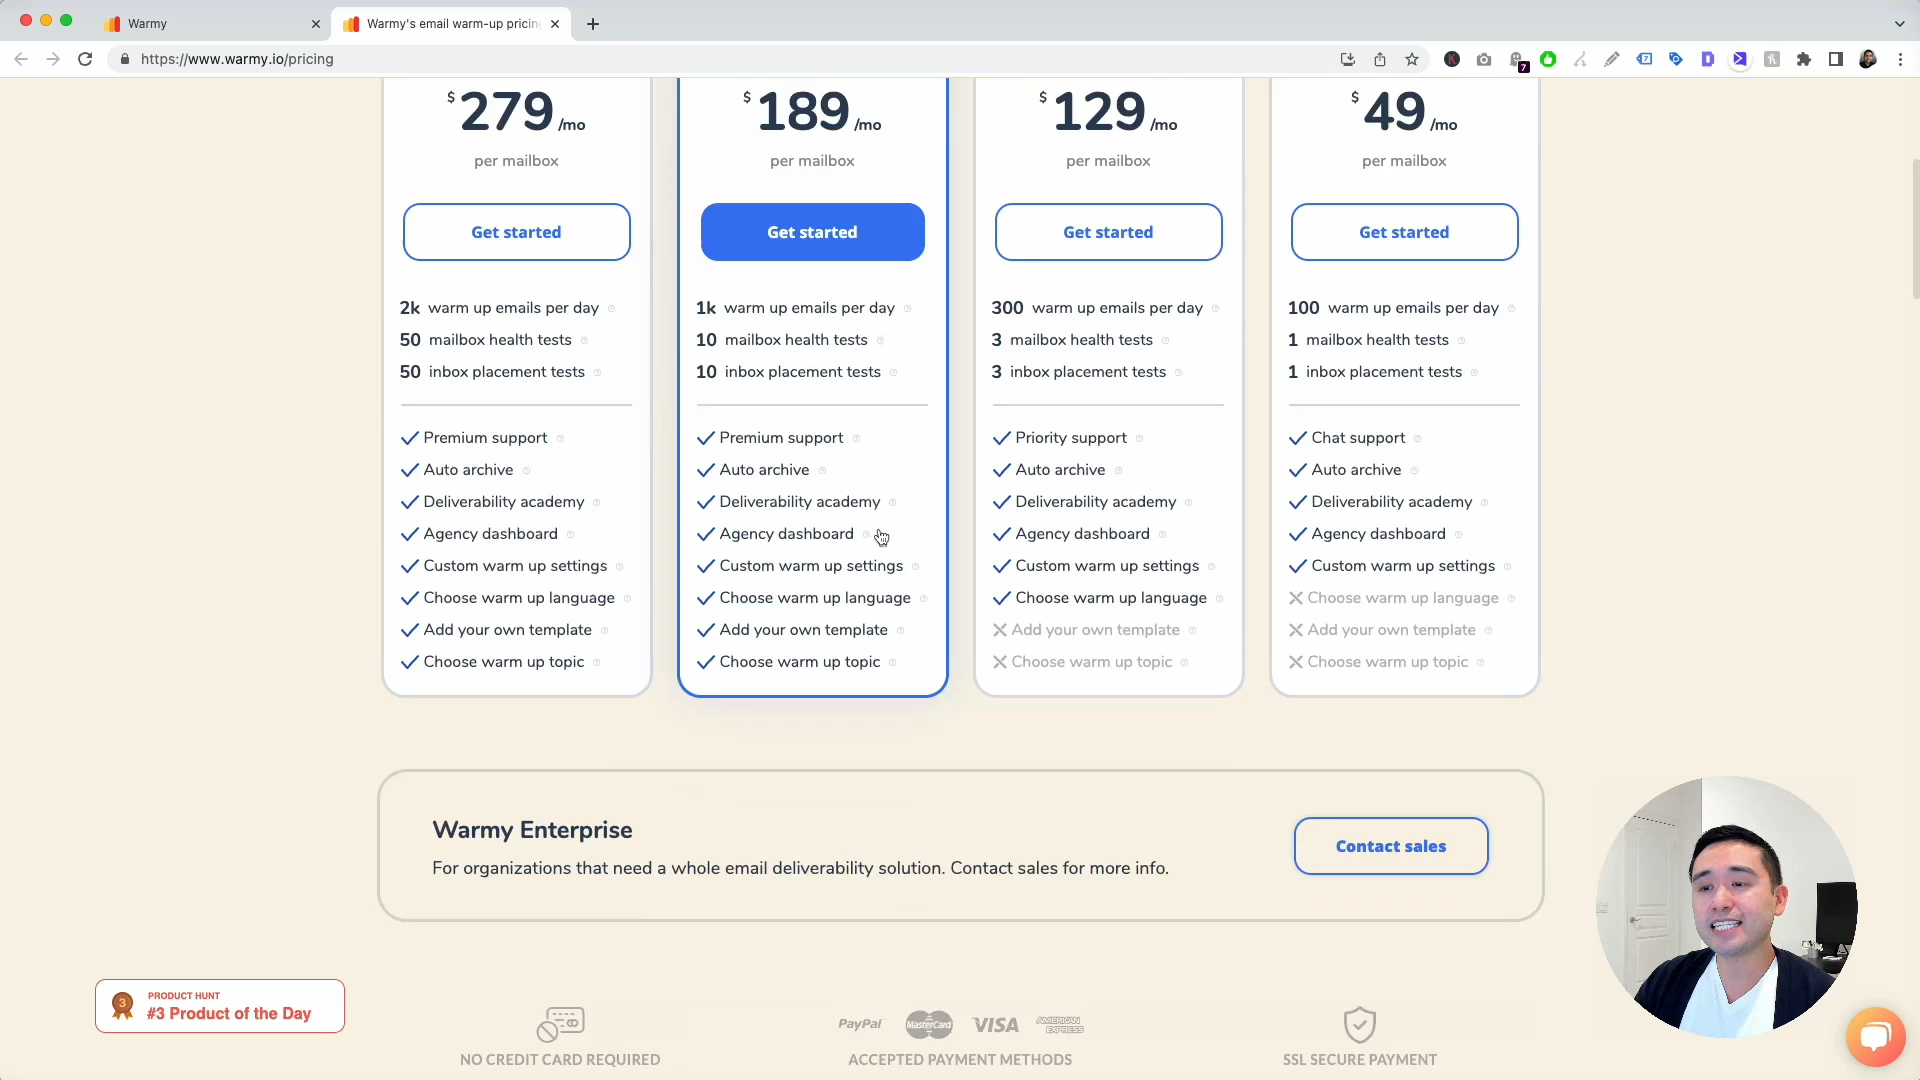 Warmy
Warmy's email warm-up pricin
https://www.warmy.io/pricing
7
$ 279 /mo
per mailbox
Get started
2k warm up emails per day
50 mailbox health tests
50 inbox placement tests
Premium support
Auto archive
Deliverability academy
Agency dashboard
Custom warm up settings
Choose warm up language
Add your own template
Choose warm up topic
$ 189 /mo
per mailbox
Get started
1k warm up emails per day
10 mailbox health tests
10 inbox placement tests
Premium support
Auto archive
Deliverability academy
Agency dashboard
Custom warm up settings
Choose warm up language
Add your own template
Choose warm up topic
$ 129 /mo
per mailbox
Get started
300 warm up emails per day
3 mailbox health tests
3 inbox placement tests
Priority support
Auto archive
Deliverability academy
Agency dashboard
Custom warm up settings
Choose warm up language
Add your own template
Choose warm up topic
$ 49 /mo
per mailbox
Get started
100 warm up emails per day
1 mailbox health tests
1 inbox placement tests
Chat support
Auto archive
Deliverability academy
Agency dashboard
Custom warm up settings
Choose warm up language
Add your own template
Choose warm up topic
Warmy Enterprise
For organizations that need a whole email deliverability solution. Contact sales for more info.
Contact sales
3
PRODUCT HUNT
#3 Product of the Day
NO CREDIT CARD REQUIRED
PayPal MasterCard VISA AMERICAN EXPRESS
ACCEPTED PAYMENT METHODS
SSL SECURE PAYMENT